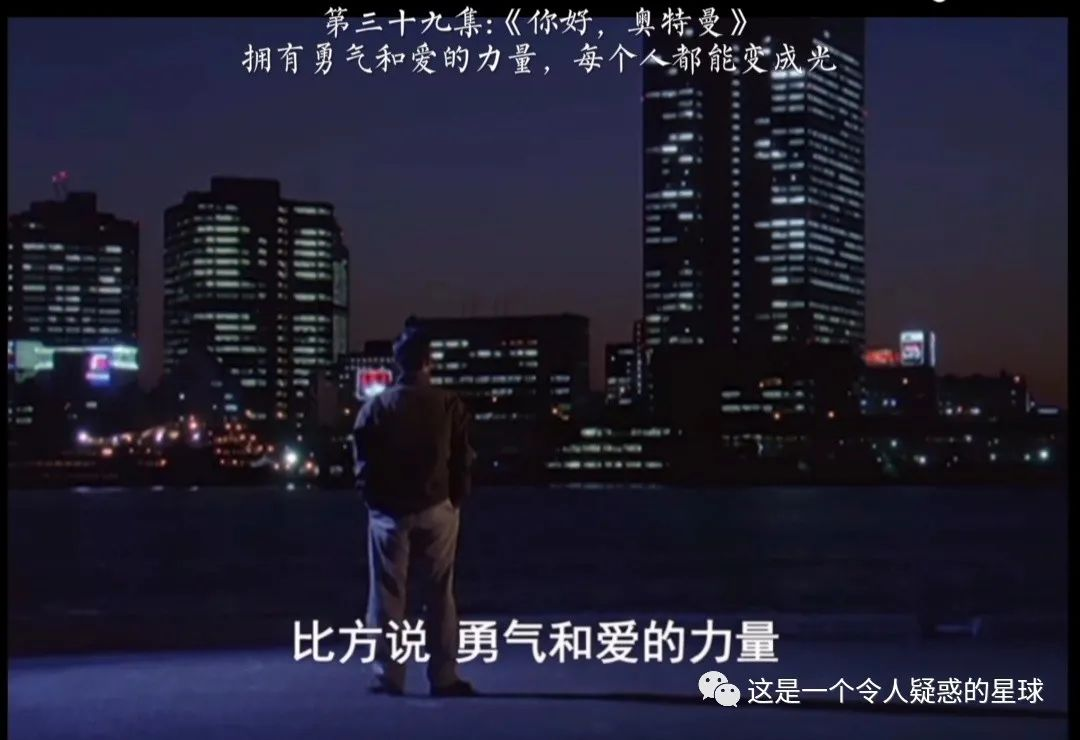 第三十九集:《你好，奥特曼》
拥有勇气和爱的力量，每个人都能变成光
比方说 勇气和爱的力量
这是一个令人疑惑的星球